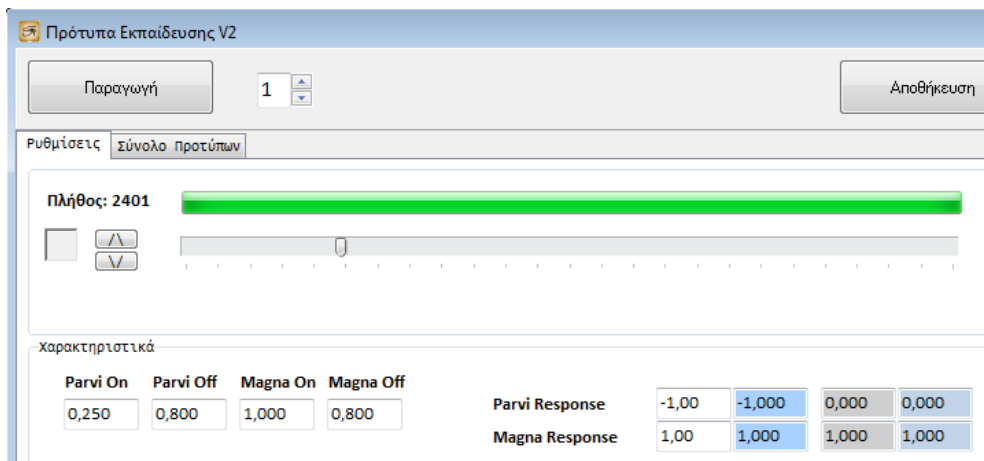 Πρότυπα Εκπαίδευσης V2
Παραγωγή 1 Αποθήκευση
Ρυθμίσεις Σύνολο Προτύπων
Πλήθος: 2401
/\
\/
Χαρακτηριστικά
Parvi On Parvi Off Magna On Magna Off
0,250 0,800 1,000 0,800
Parvi Response -1,00 -1,000 0,000 0,000
Magna Response 1,00 1,000 1,000 1,000